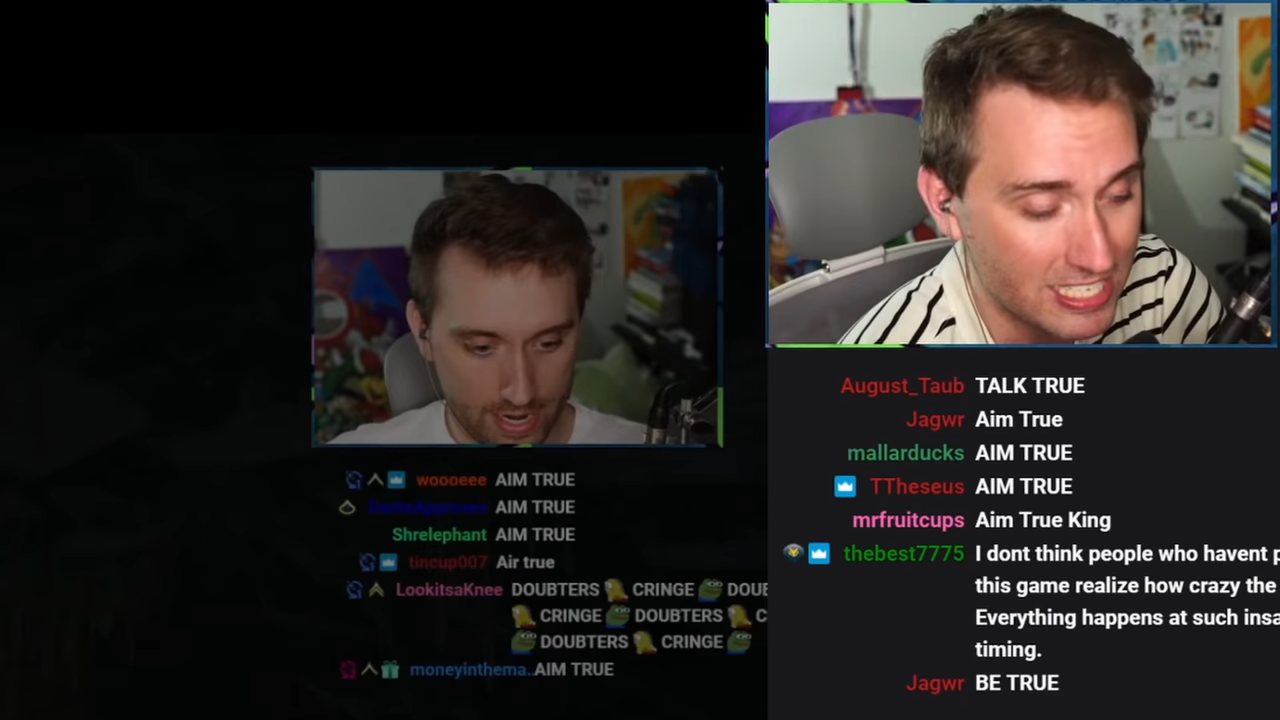 woooeee AIM TRUE
AIM TRUE
Shrelephant AIM TRUE
tincup007 Air true
LookitsaKnee DOUBTERS CRINGE DOUB
CRINGE DOUBTERS C
DOUBTERS CRINGE
moneyinthema..AIM TRUE
August_Taub TALK TRUE
Jagwr Aim True
mallarducks AIM TRUE
TTheseus AIM TRUE
mrfruitcups Aim True King
thebest7775 I dont think people who havent p
this game realize how crazy the
Everything happens at such insa
timing.
Jagwr BE TRUE